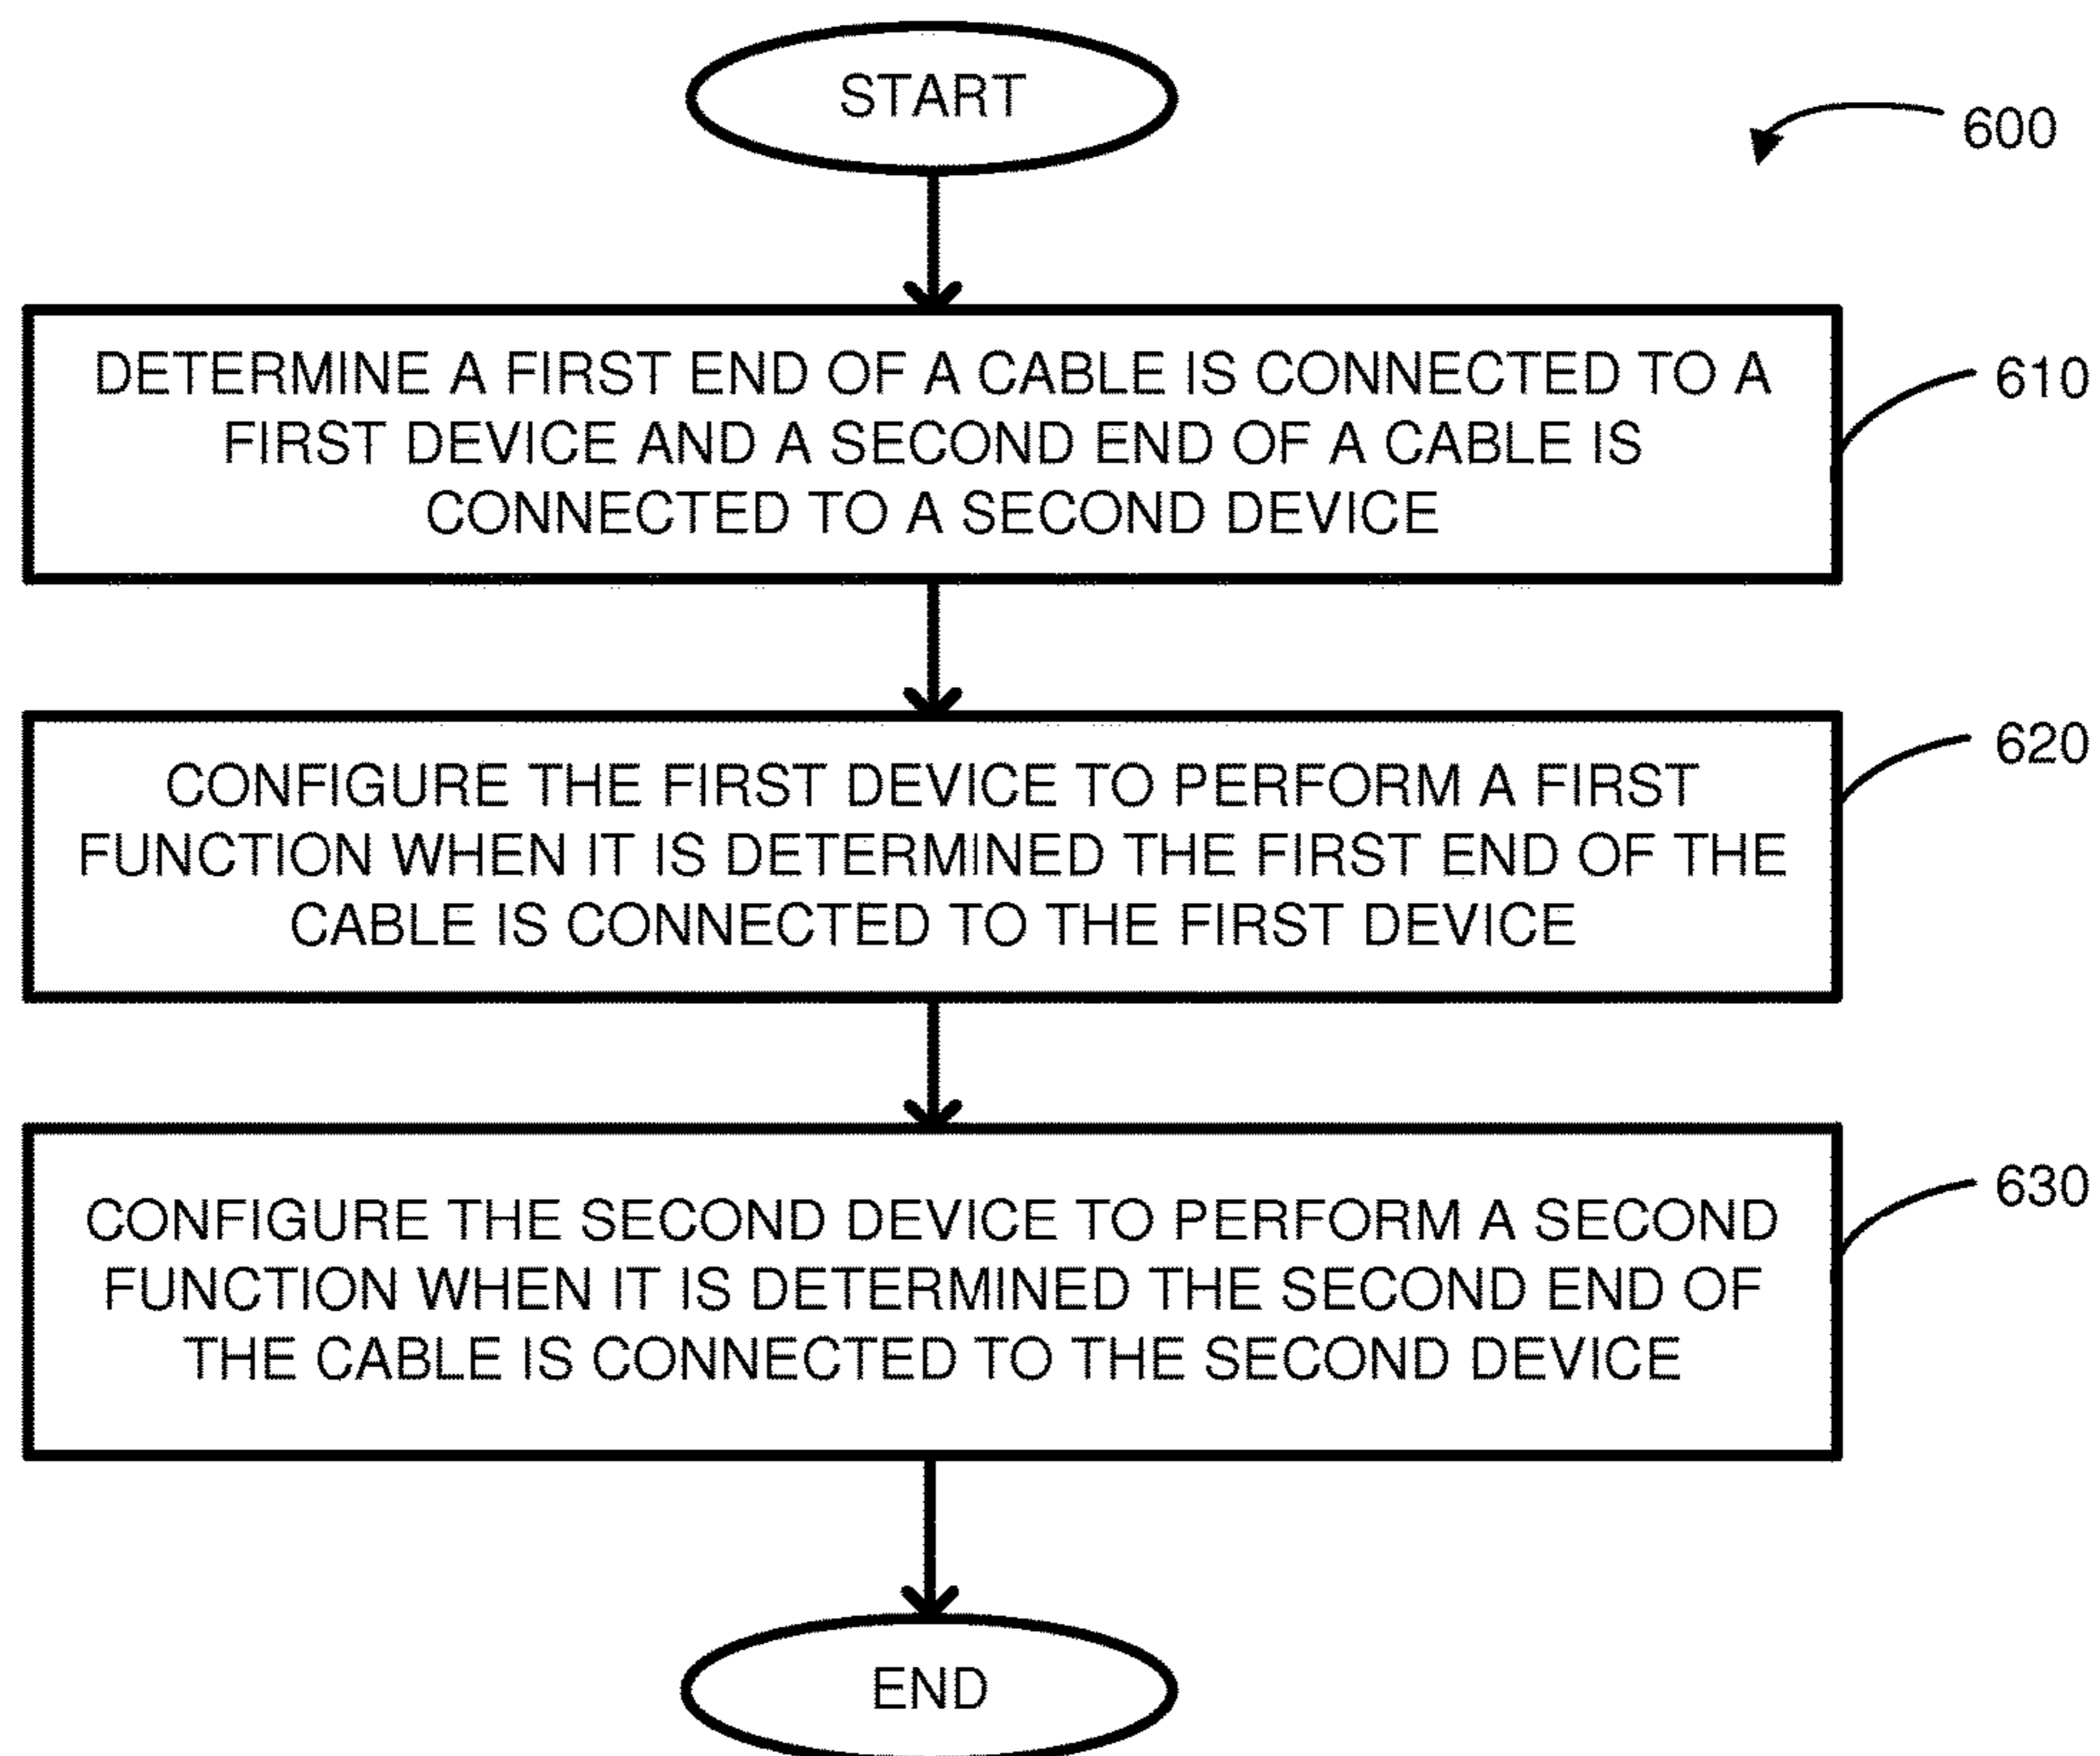 START
600
DETERMINE A FIRST END OF A CABLE IS CONNECTED TO A
FIRST DEVICE AND A SECOND END OF A CABLE IS
CONNECTED TO A SECOND DEVICE
610
CONFIGURE THE FIRST DEVICE TO PERFORM A FIRST
FUNCTION WHEN IT IS DETERMINED THE FIRST END OF THE
CABLE IS CONNECTED TO THE FIRST DEVICE
620
CONFIGURE THE SECOND DEVICE TO PERFORM A SECOND
FUNCTION WHEN IT IS DETERMINED THE SECOND END OF
THE CABLE IS CONNECTED TO THE SECOND DEVICE
630
END